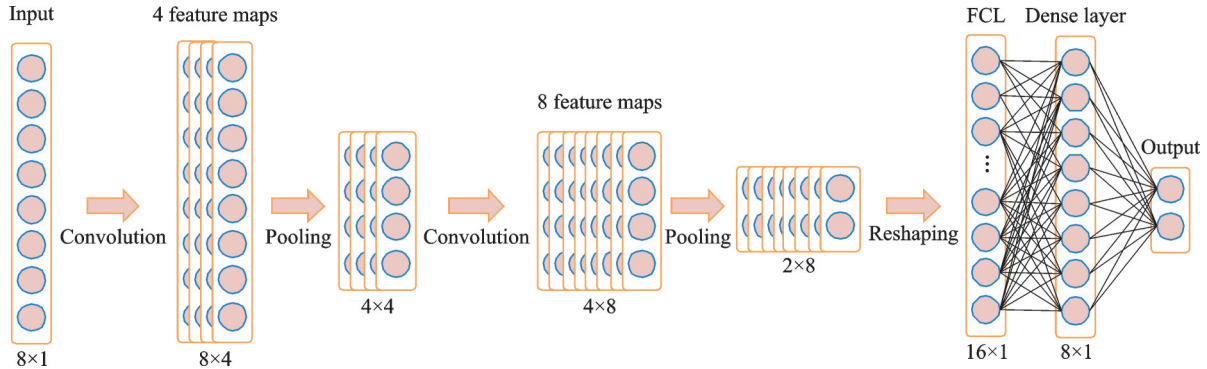 Input
4 feature maps
8 feature maps
FCL
Dense layer
Output
Convolution
Pooling
Convolution
Pooling
Reshaping
...
8×1
8×4
4×4
4×8
2×8
16×1
8×1